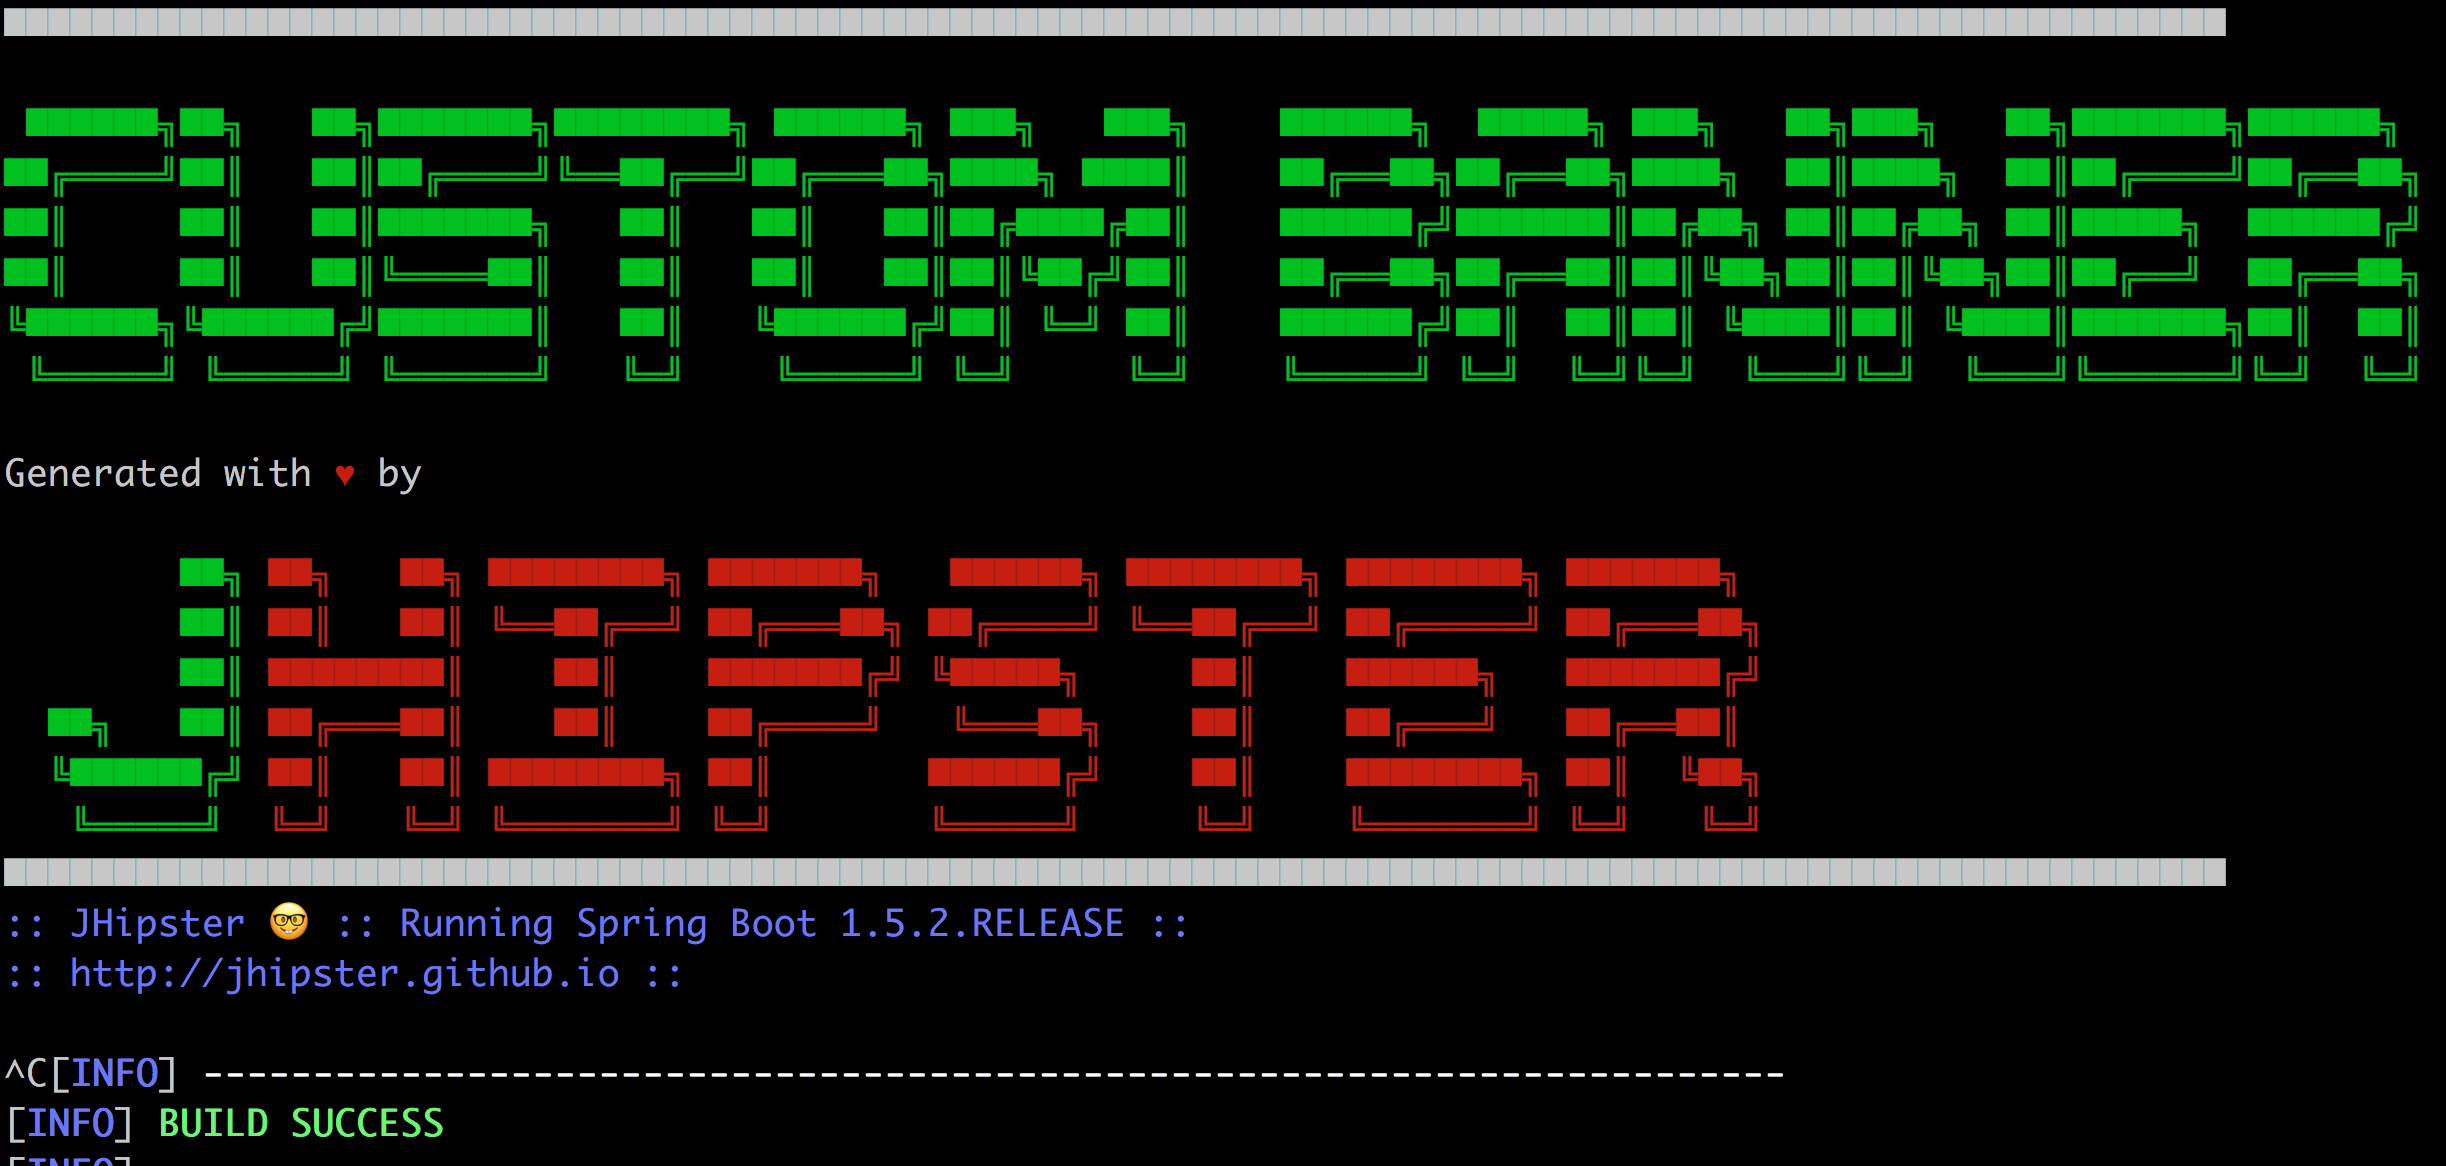 CUSTOM BANNER
Generated with ♥ by
JHIPSTER
:: JHipster 🤓 :: Running Spring Boot 1.5.2.RELEASE ::
:: http://jhipster.github.io ::
^C[INFO] ------------------------------------------------------------------------
[INFO] BUILD SUCCESS
[INFO]